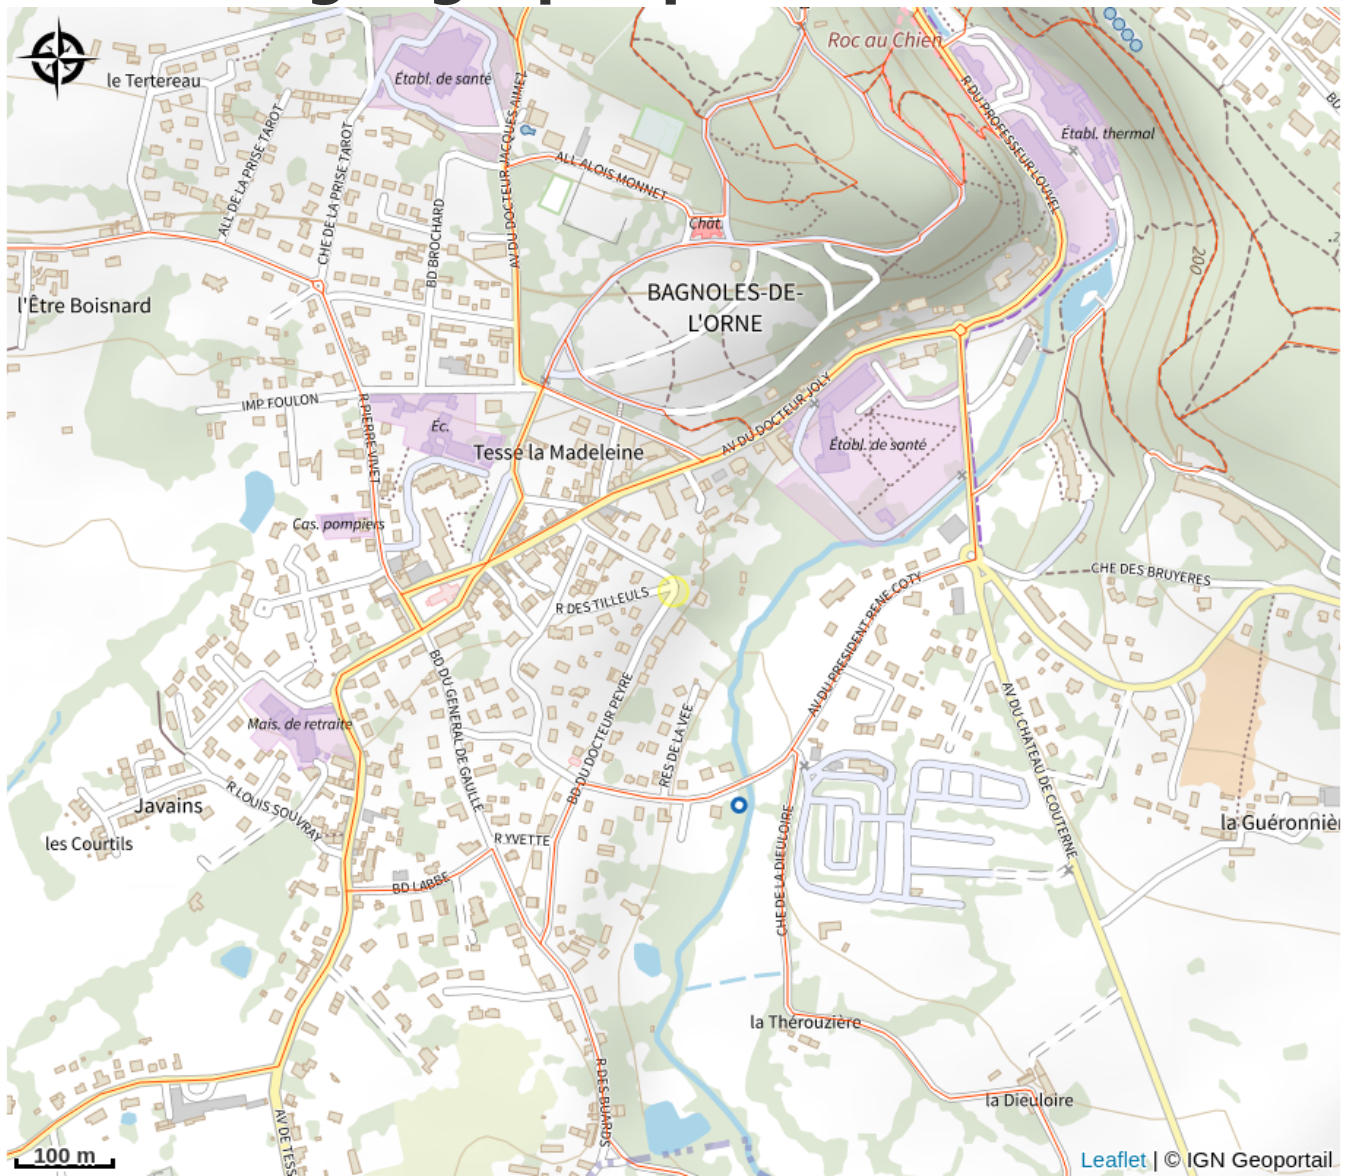 Roc au Chien
le Tertereau
Établ. de santé
R DU PROFESSEUR LOUVEL
Établ. thermal
ALL DE LA PRISE TAROT
CHE DE LA PRISE TAROT
AV DU DOCTEUR JACQUES AIMEZ
ALL ALOIS MONNET
BD BROCHARD
Chât.
200
l'Être Boisnard
BAGNOLES-DE-
L'ORNE
IMP FOULON
R PIERRE VIVET
Éc.
AV DU DOCTEUR JOLY
Tesse la Madeleine
Établ. de santé
Cas. pompiers
CHE DES BRUYERES
R DES TILLEULS
AV DU PRESIDENT RENE COTY
BD DU GENERAL DE GAULLE
BD DU DOCTEUR PEYRE
RES DE LA VEE
AV DU CHATEAU DE COUTERNE
Mais. de retraite
Javains
R LOUIS SOUVRAY
les Courtils
R YVETTE
BD LABBE
CHE DE LA DIEULOIRE
la Guéronnièr
la Thérouzière
la Dieuloire
R DES BUARDS
AV DE TESS
100 m
Leaflet | © IGN Geoportail